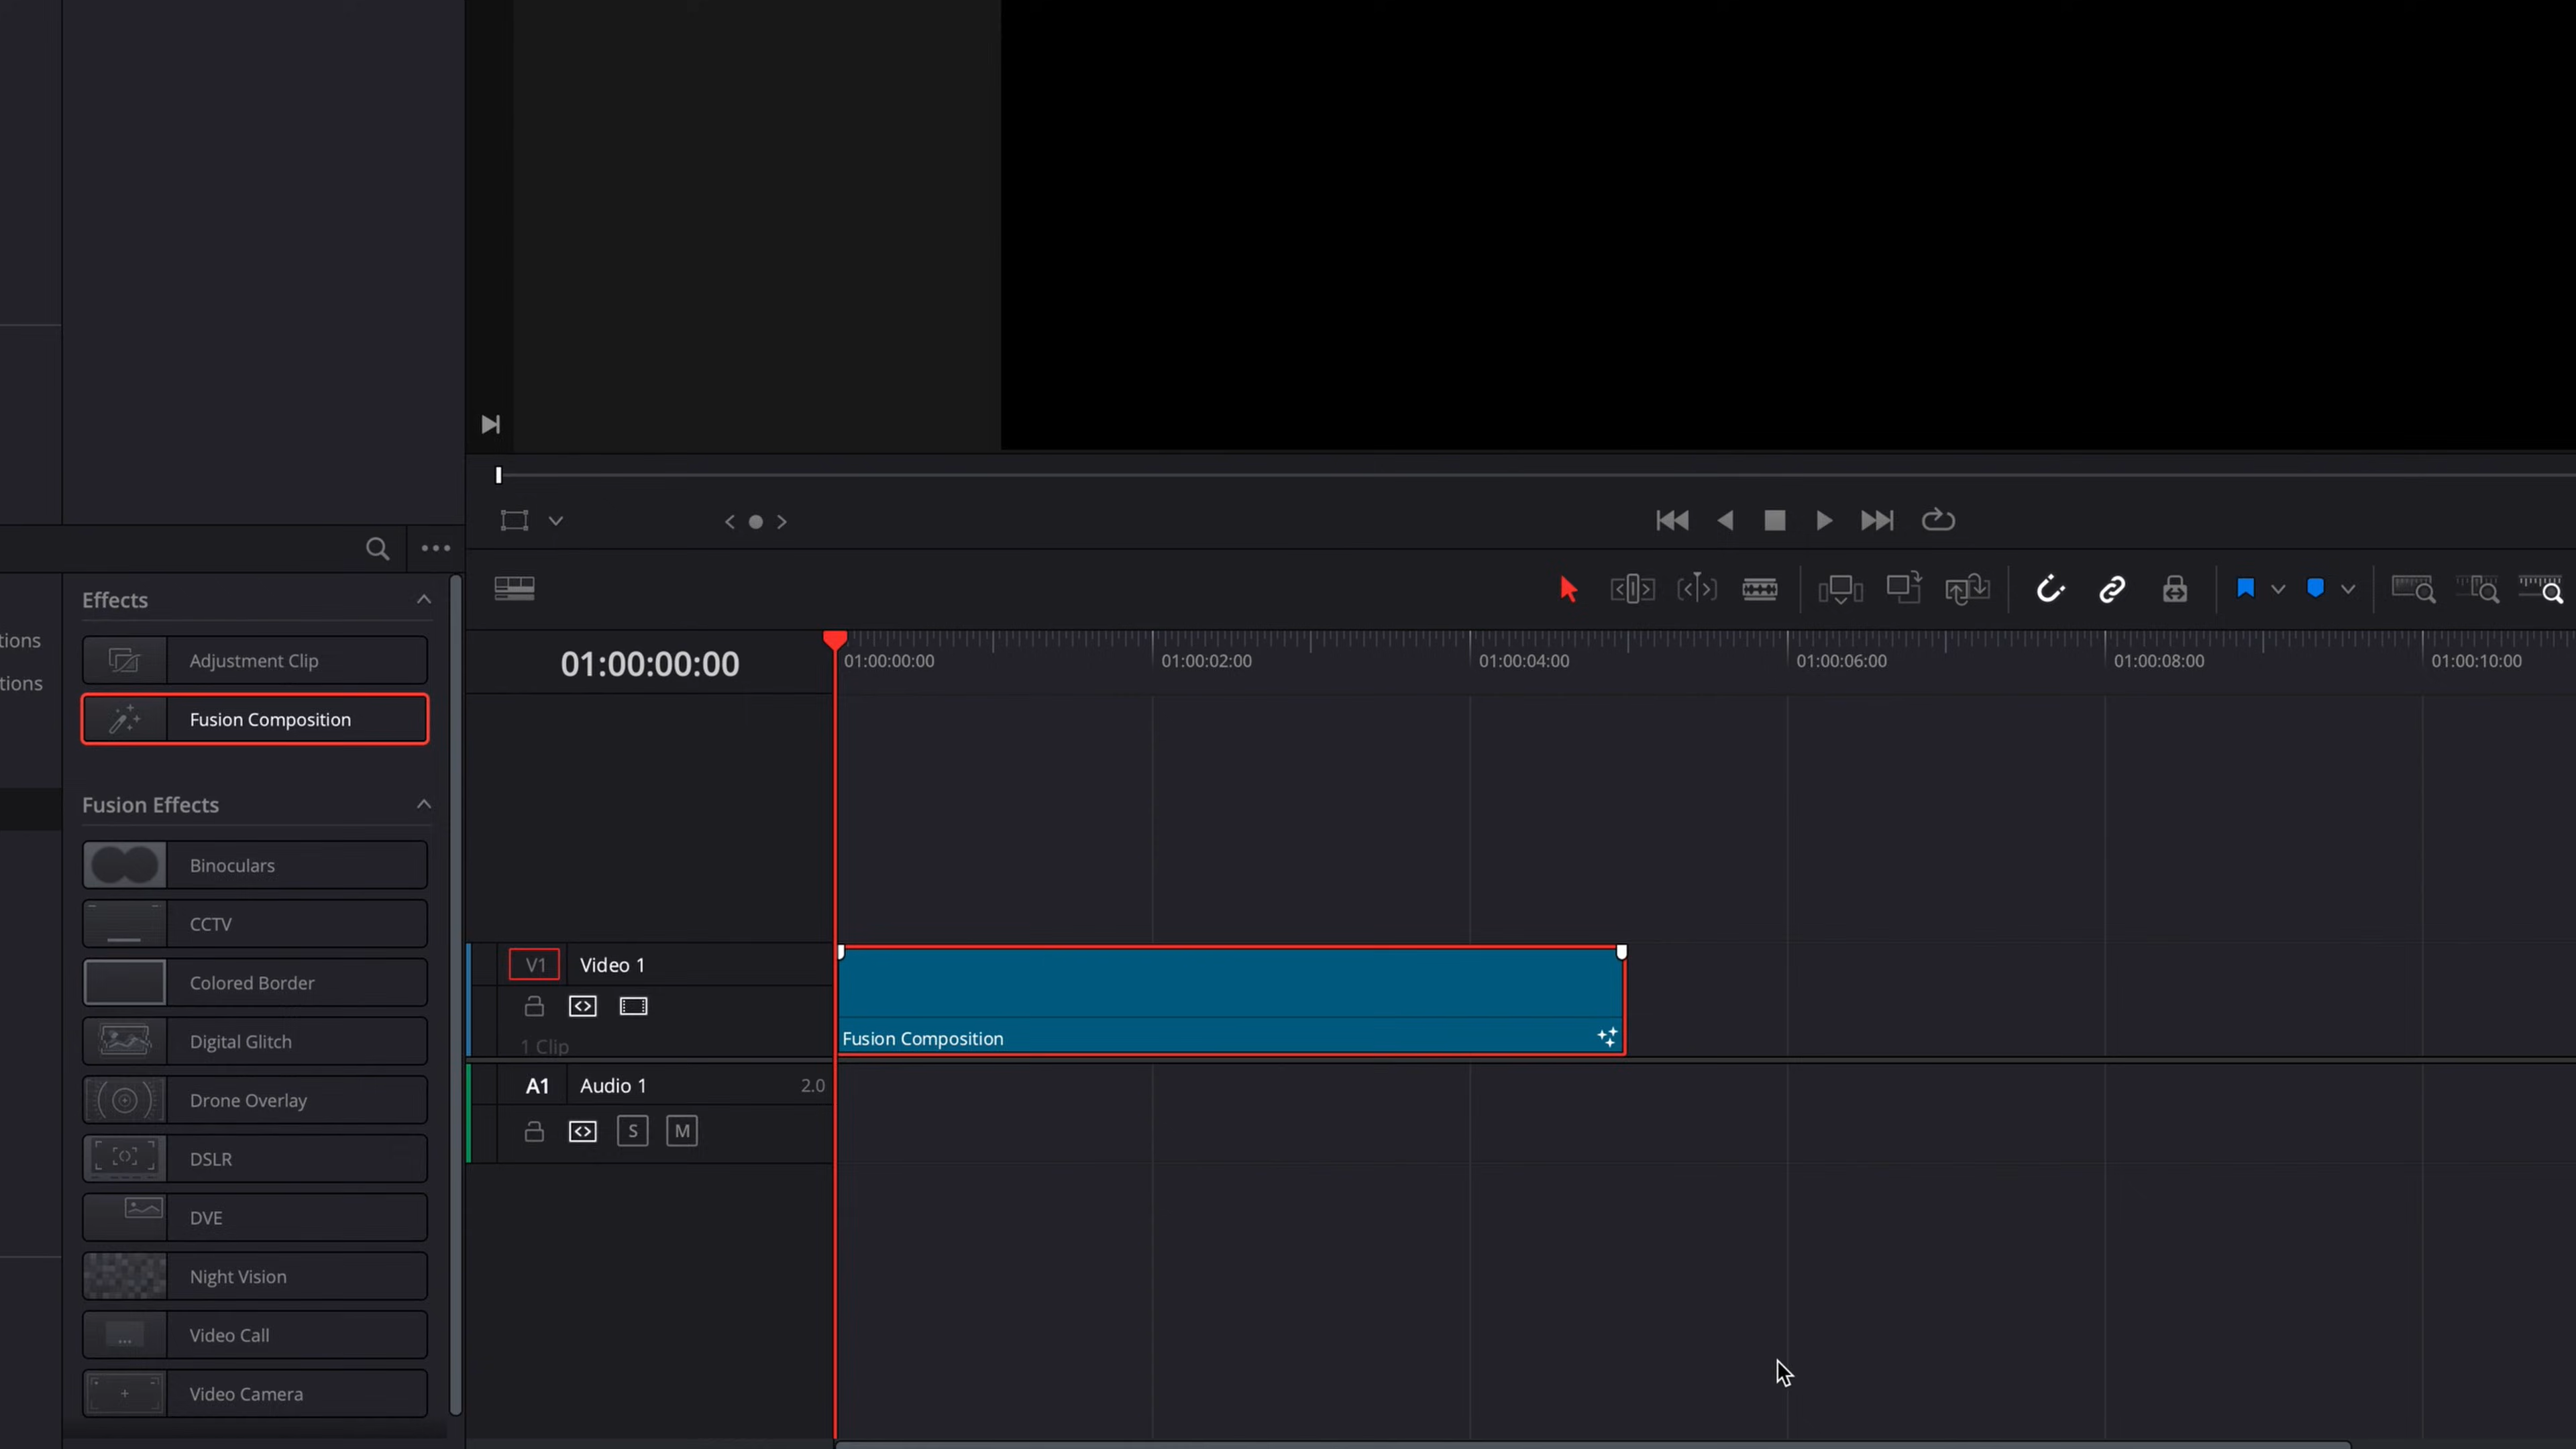 Effects
tions
Adjustment Clip
tions
Fusion Composition
Fusion Effects
Binoculars
CCTV
Colored Border
Digital Glitch
Drone Overlay
DSLR
DVE
Night Vision
Video Call
Video Camera
01:00:00:00
01:00:00:00
01:00:02:00
01:00:04:00
01:00:06:00
01:00:08:00
01:00:10:00
V1 Video 1
1 Clip
Fusion Composition
A1 Audio 1 2.0
S M